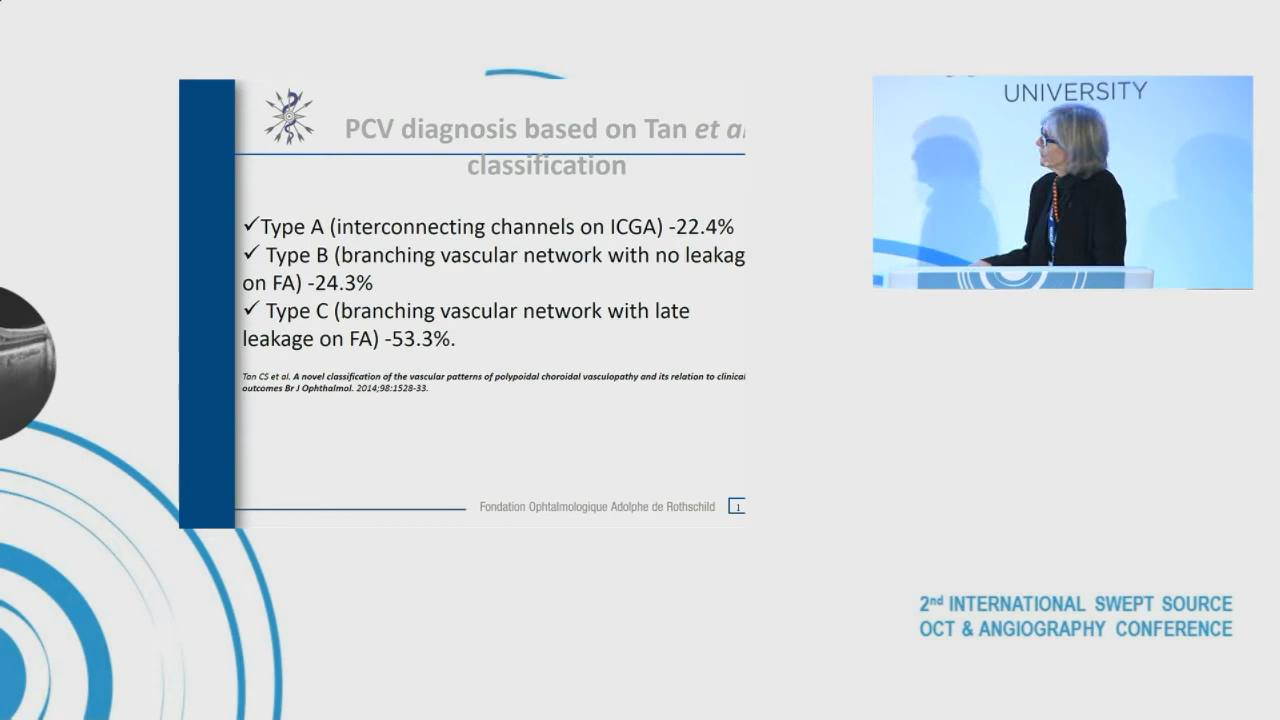 PCV diagnosis based on Tan et al
classification
✓Type A (interconnecting channels on ICGA) -22.4%
✓ Type B (branching vascular network with no leakag
on FA) -24.3%
✓ Type C (branching vascular network with late
leakage on FA) -53.3%.
Tan CS et al. A novel classification of the vascular patterns of polypoidal choroidal vasculopathy and its relation to clinical
outcomes Br J Ophthalmol. 2014;98:1528-33.
Fondation Ophtalmologique Adolphe de Rothschild
1
UNIVERSITY
2nd INTERNATIONAL SWEPT SOURCE
OCT & ANGIOGRAPHY CONFERENCE